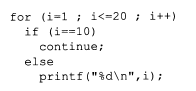 for (i=1 ; i<=20 ; i++)
if (i==10)
continue;
else
printf("%d\n",i);